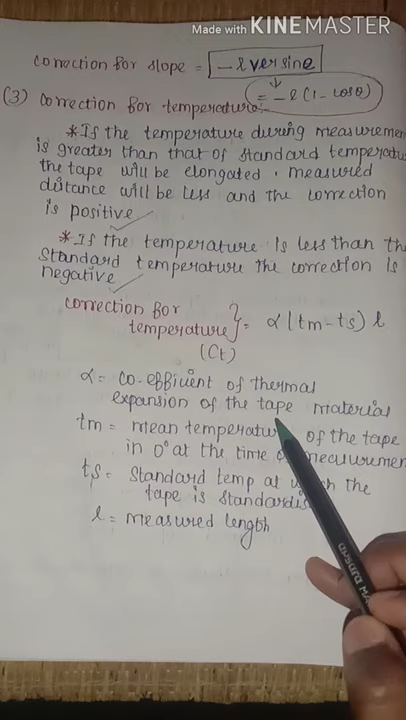 Made with KINEMASTER
Correction for slope = - l versine
= - l (1 - cosθ)
(3) Correction for temperature:-
*If the temperature during measuremen
is greater than that of standard temperatu
the tape will be elongated. measured
distance will be less and the correction
is positive
*If the temperature is less than th
Standard temperature the correction is
negative
Correction for
temperature } = α (tm - ts) l
(Ct)
α = co-efficient of thermal
expansion of the tape material
tm = mean temperatu of the tape
in 0° at the time
ts = Standard temp at which the
tape is standardis
l = measured length